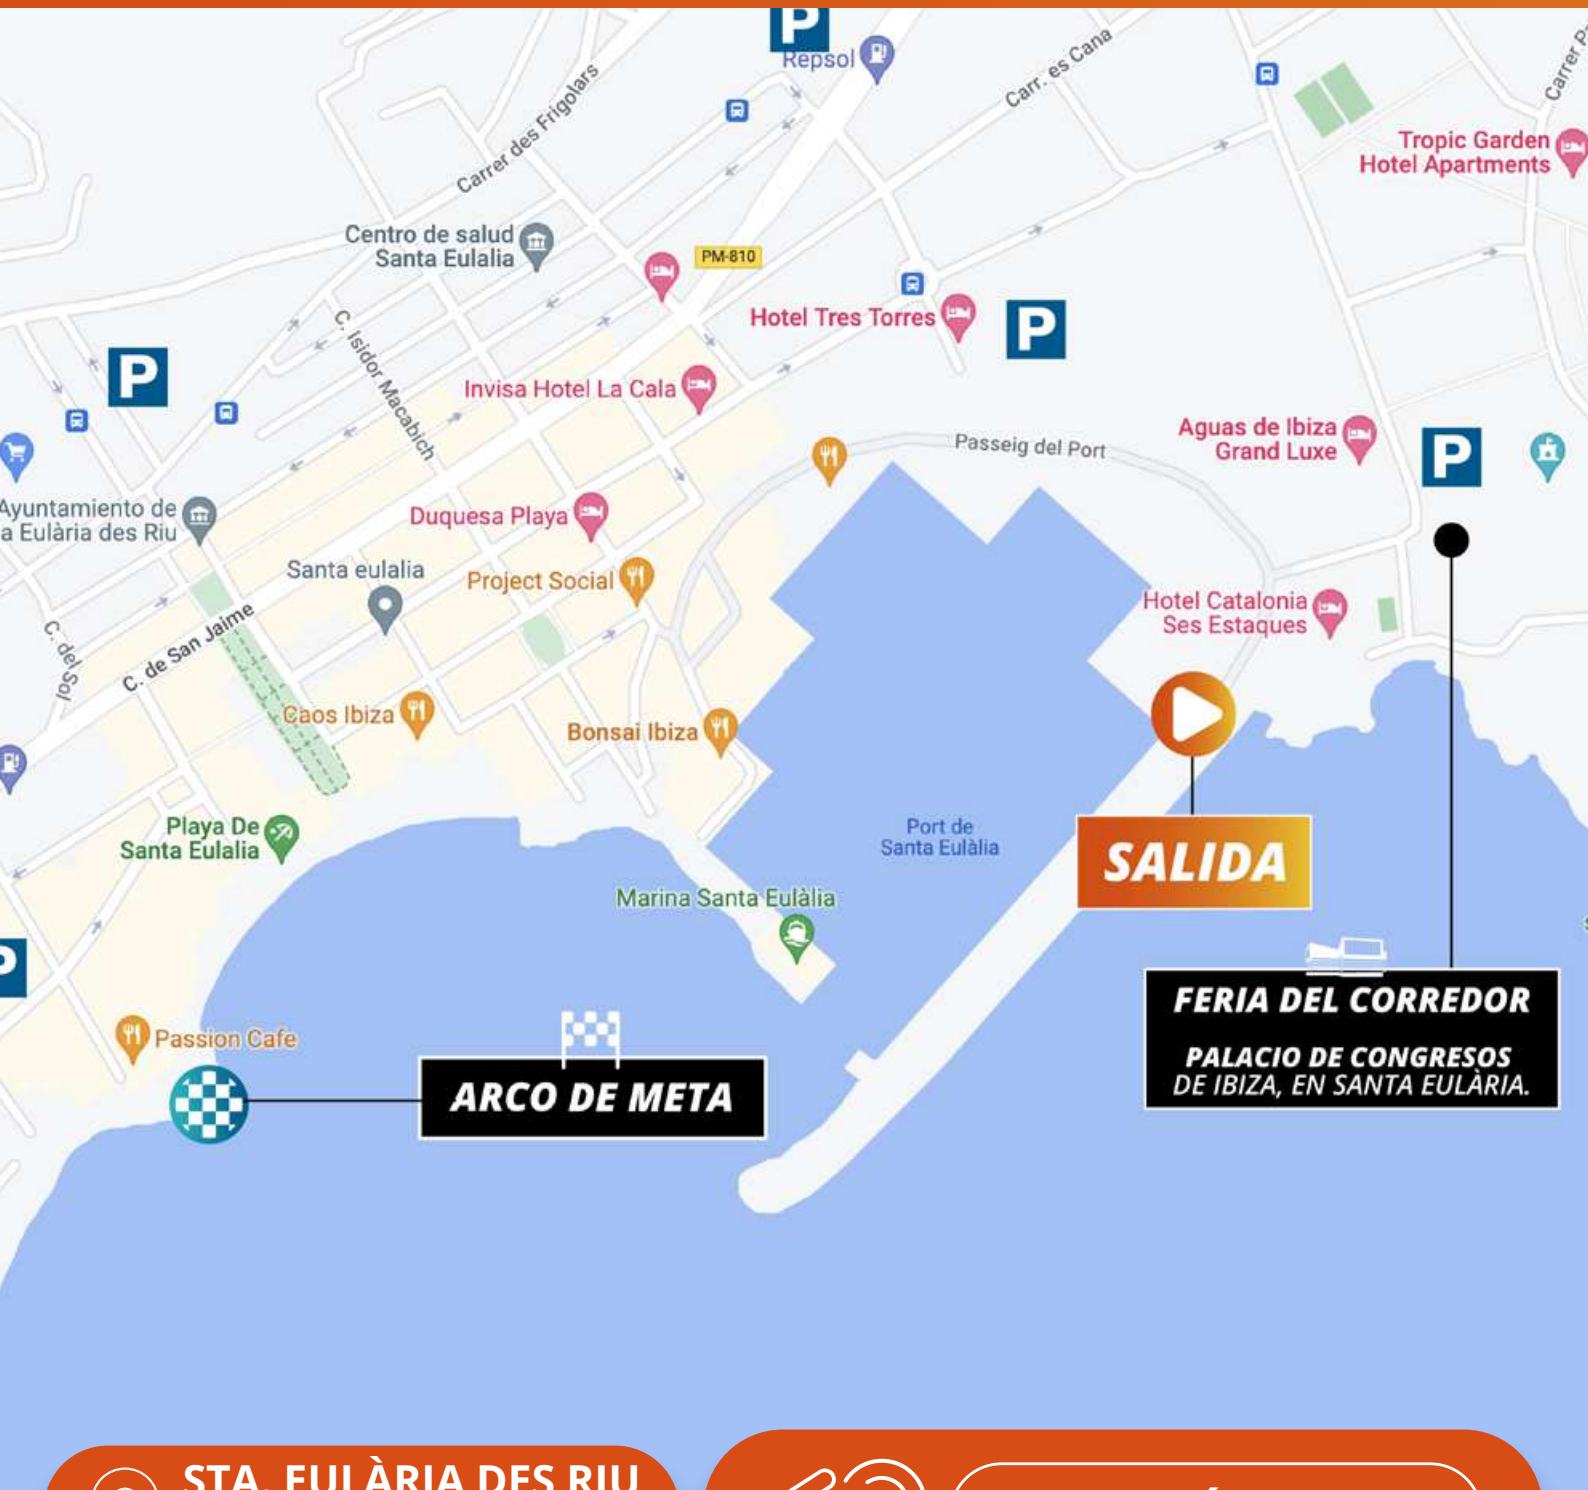 P
Repsol
Carr. es Cana
Carrer des Frigolars
Tropic Garden
Hotel Apartments
Centro de salud
Santa Eulalia
PM-810
Hotel Tres Torres
P
C. Isidor Macabich
P
Invisa Hotel La Cala
Passeig del Port
Aguas de Ibiza
Grand Luxe
P
Ayuntamiento de
a Eulària des Riu
Duquesa Playa
Santa eulalia
Project Social
Hotel Catalonia
Ses Estaques
C. del Sol
C. de San Jaime
Caos Ibiza
Bonsai Ibiza
Playa De
Santa Eulalia
Port de
Santa Eulàlia
SALIDA
Marina Santa Eulàlia
P
FERIA DEL CORREDOR
PALACIO DE CONGRESOS
DE IBIZA, EN SANTA EULÀRIA.
Passion Cafe
ARCO DE META
STA. EULÀRIA DES RIU